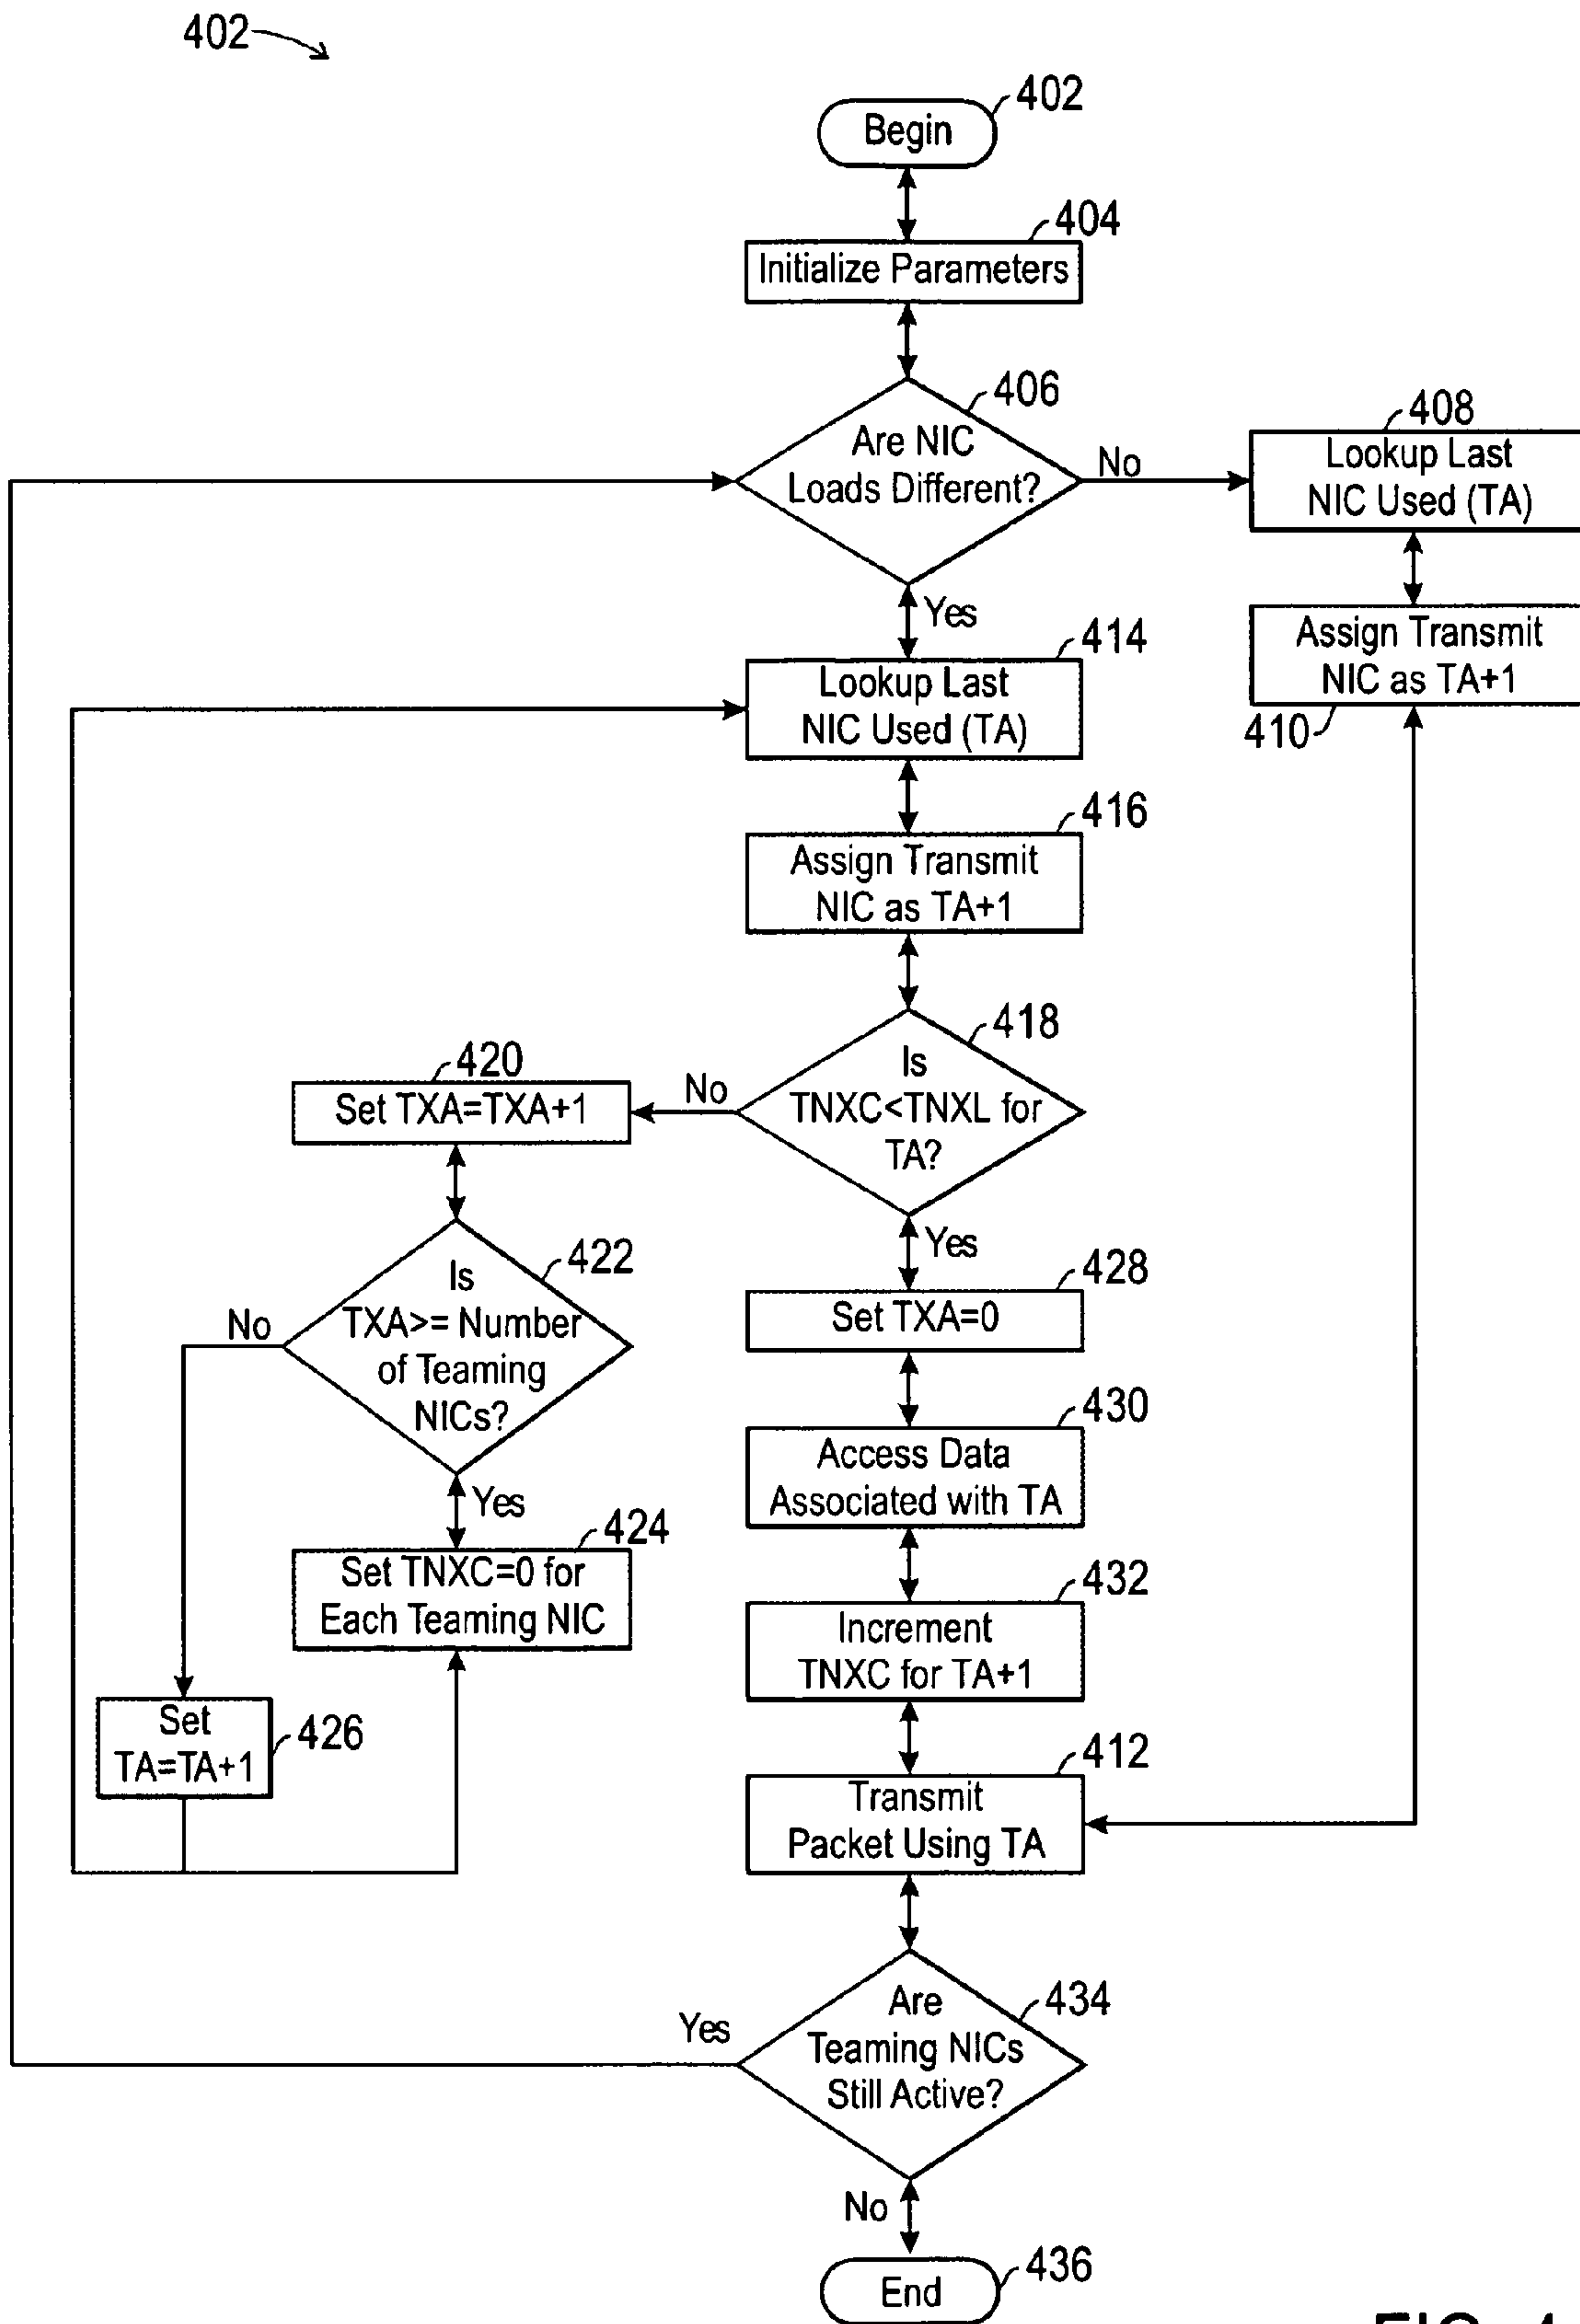 402
Begin
402
404
Initialize Parameters
406
Are NIC
Loads Different?
No
408
Lookup Last
NIC Used (TA)
Yes
414
Lookup Last
NIC Used (TA)
Assign Transmit
NIC as TA+1
410
416
Assign Transmit
NIC as TA+1
418
Is
TNXC<TNXL for
TA?
No
420
Set TXA=TXA+1
422
Is
TXA>= Number
of Teaming
NICs?
No
Yes
424
Set TNXC=0 for
Each Teaming NIC
Set
TA=TA+1
426
Yes
428
Set TXA=0
430
Access Data
Associated with TA
432
Increment
TNXC for TA+1
412
Transmit
Packet Using TA
434
Are
Teaming NICs
Still Active?
Yes
No
436
End